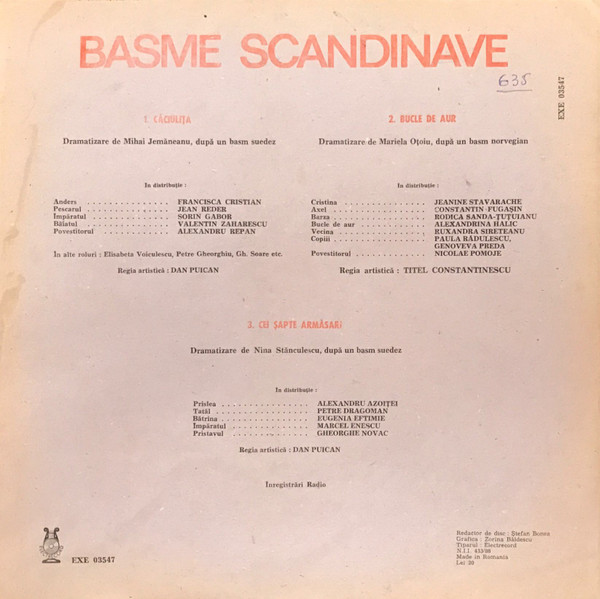 BASME SCANDINAVE
635
EXE 03547
1. CĂCIULIȚA
Dramatizare de Mihai Jemăneanu, după un basm suedez
În distribuție :
Anders . . . . . . . . . . . . . . FRANCISCA CRISTIAN
Pescarul . . . . . . . . . . . . . JEAN REDER
Împăratul . . . . . . . . . . . . SORIN GABOR
Băiatul . . . . . . . . . . . . . VALENTIN ZAHARESCU
Povestitorul . . . . . . . . . . ALEXANDRU REPAN
În alte roluri : Elisabeta Voiculescu, Petre Gheorghiu, Gh. Soare etc.
Regia artistică : DAN PUICAN
2. BUCLE DE AUR
Dramatizare de Mariela Oțoiu, după un basm norvegian
În distribuție :
Cristina . . . . . . . . . . . . . JEANINE STAVARACHE
Axel . . . . . . . . . . . . . . . CONSTANTIN FUGAȘIN
Barza . . . . . . . . . . . . . . RODICA SANDA-ȚUȚUIANU
Bucle de aur . . . . . . . . . . ALEXANDRINA HALIC
Verina . . . . . . . . . . . . . . RUXANDRA SIRETEANU
Copiii . . . . . . . . . . . . . . PAULA RĂDULESCU,
GENOVEVA PREDA
Povestitorul . . . . . . . . . . NICOLAE POMOJE
Regia artistică : TITEL CONSTANTINESCU
3. CEI ȘAPTE ARMĂSARI
Dramatizare de Nina Stănculescu, după un basm suedez
În distribuție :
Prislea . . . . . . . . . . . . . ALEXANDRU AZOIȚEI
Tatăl . . . . . . . . . . . . . . PETRE DRAGOMAN
Bătrîna . . . . . . . . . . . . . EUGENIA EFTIMIE
Împăratul . . . . . . . . . . . . MARCEL ENESCU
Pristavul . . . . . . . . . . . . GHEORGHE NOVAC
Regia artistică : DAN PUICAN
Înregistrări Radio
EXE 03547
Redactor de disc : Ștefan Bonea
Grafica : Zorina Băldescu
Tiparul : Electrecord
N.I.I. 413/88
Made in Romania
Lei 26